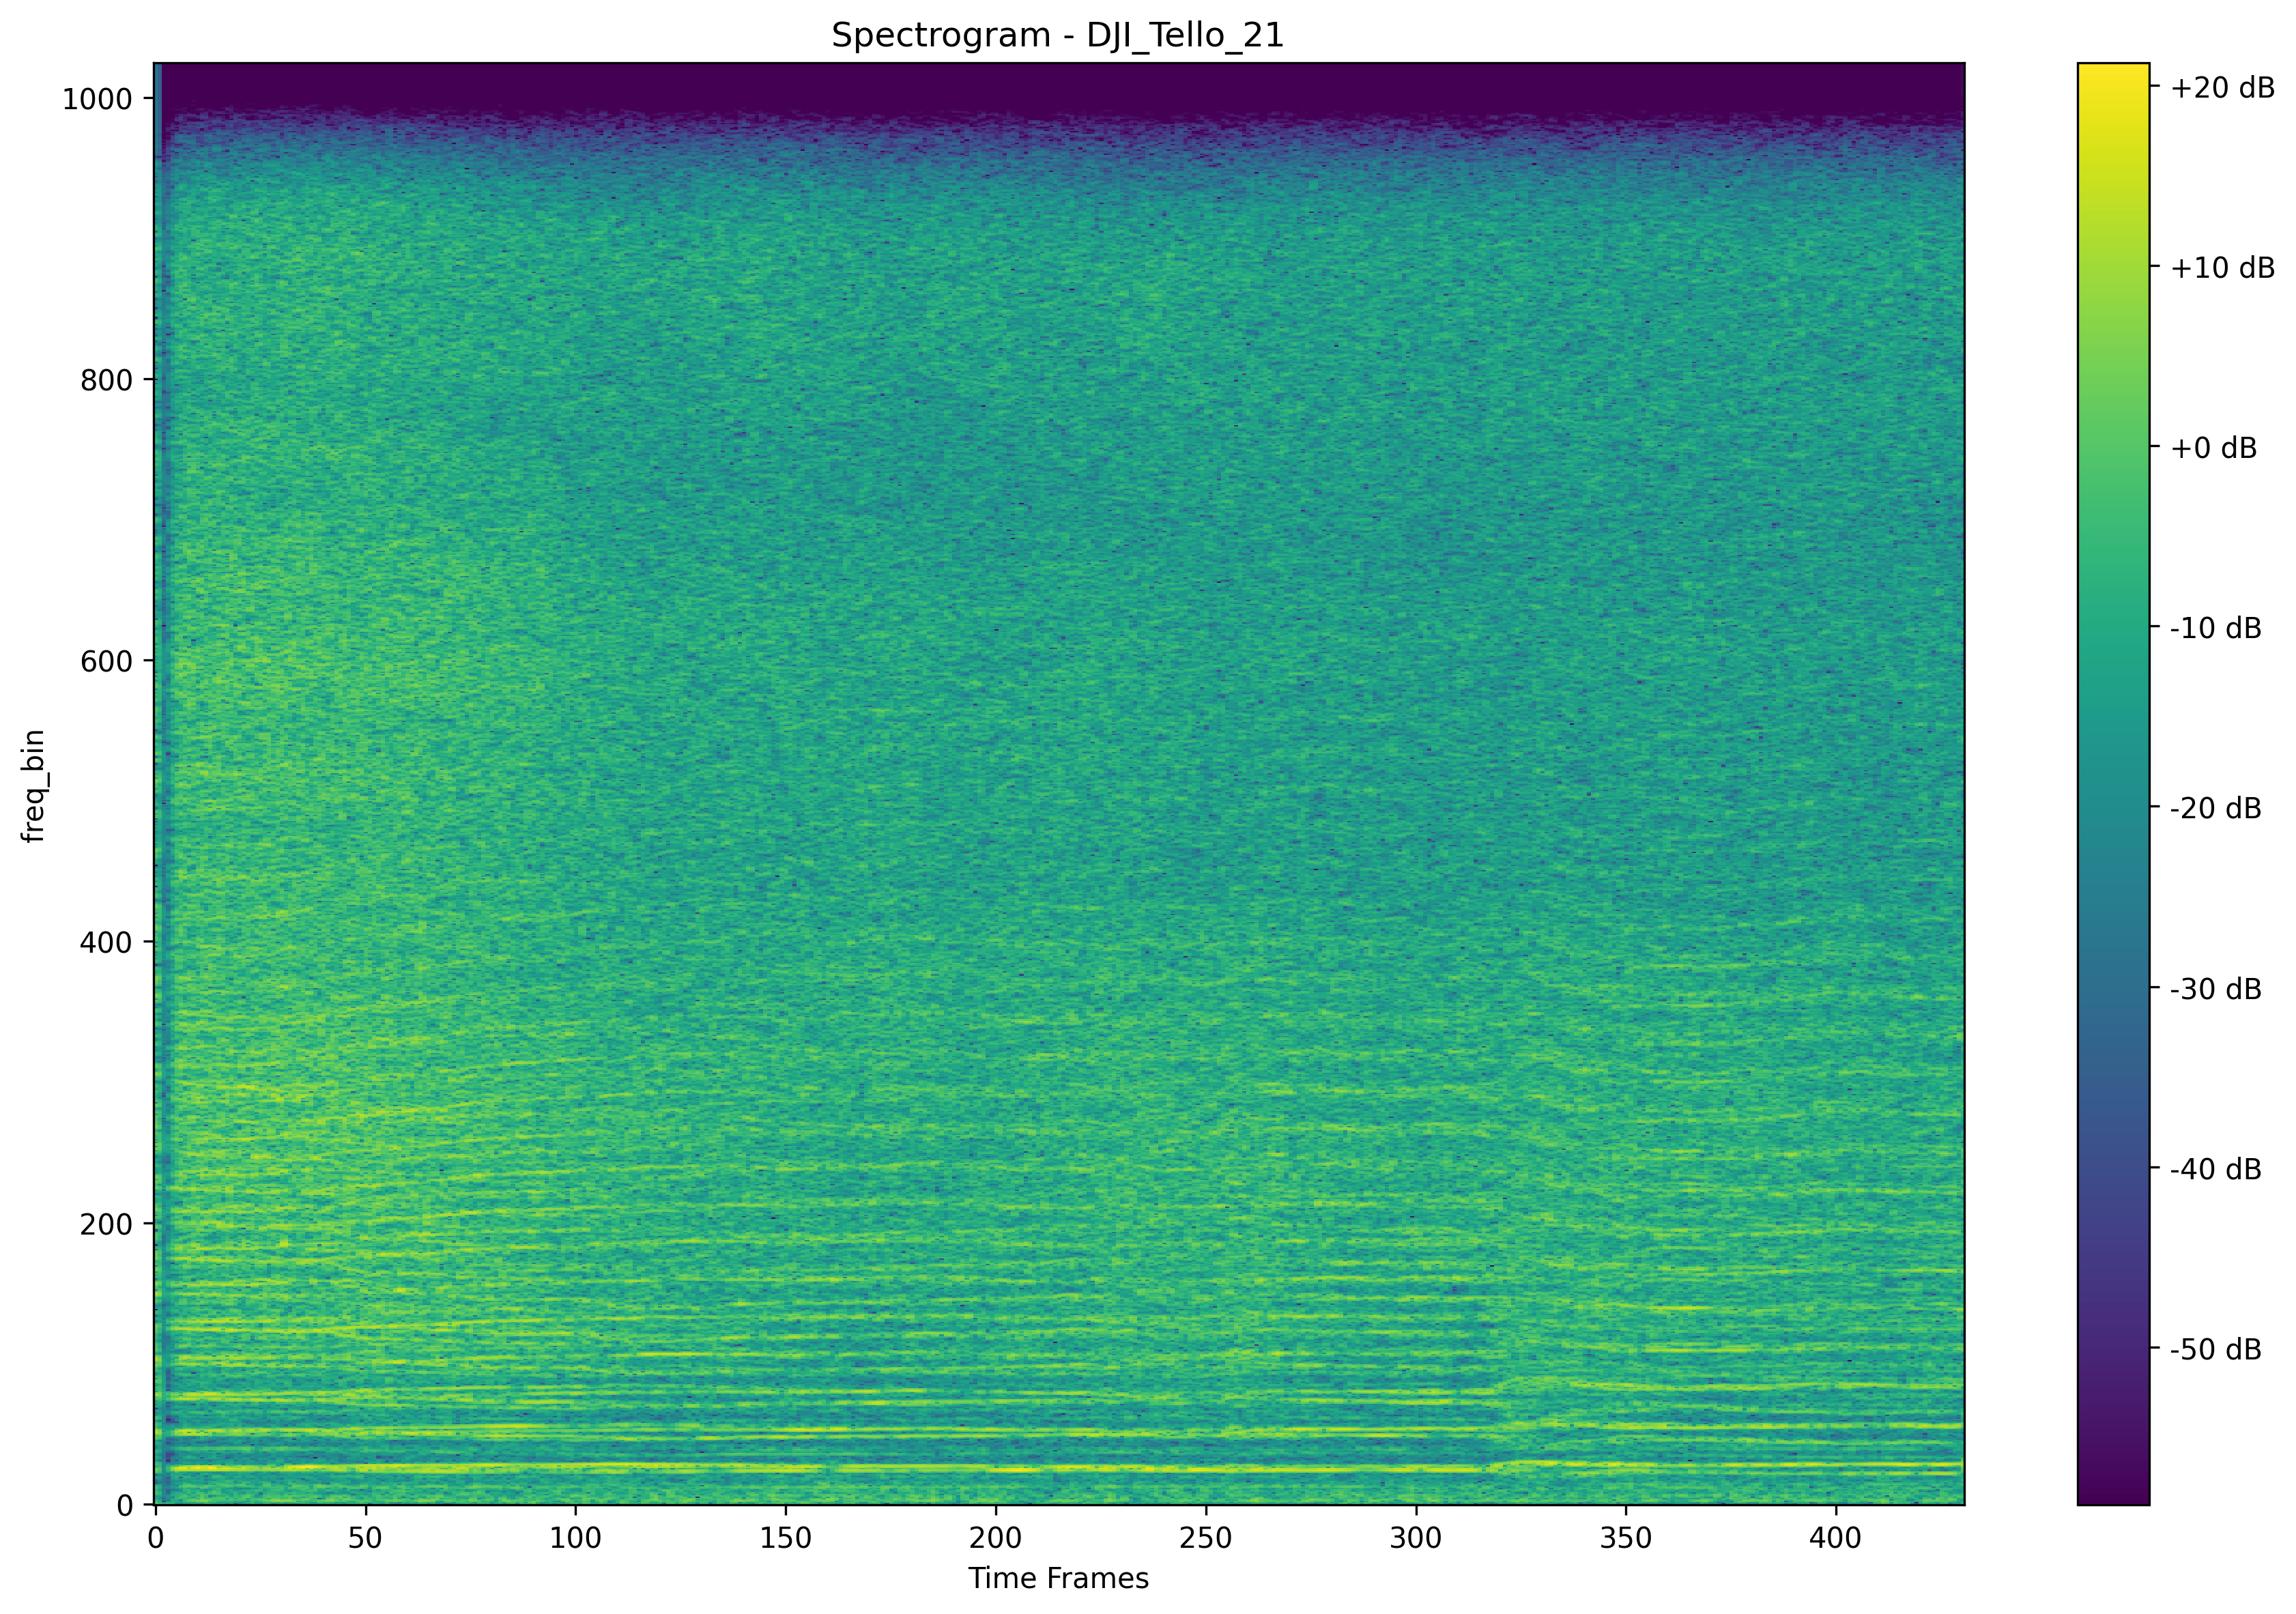 Spectrogram - DJI_Tello_21
1000
800
600
400
200
0
freq_bin
0 50 100 150 200 250 300 350 400
Time Frames
+20 dB
+10 dB
+0 dB
-10 dB
-20 dB
-30 dB
-40 dB
-50 dB